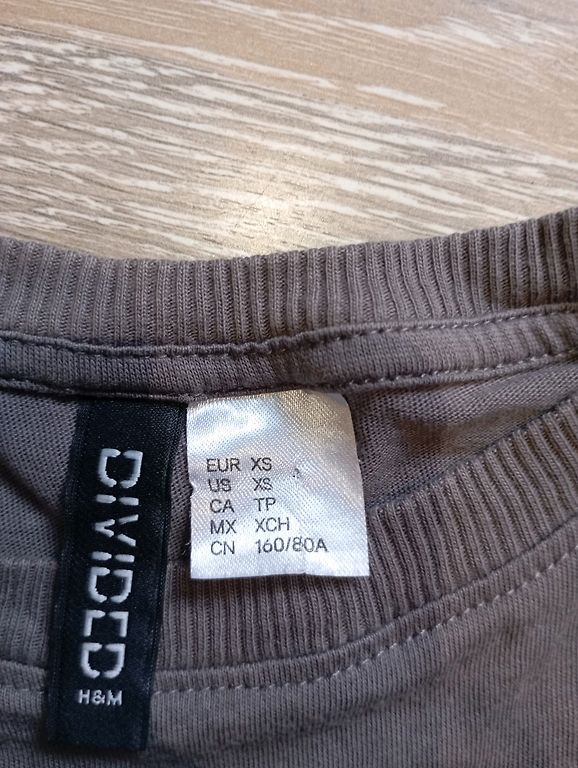 DIVIDED
H&M
EUR XS
US XS
CA TP
MX XCH
CN 160/80A